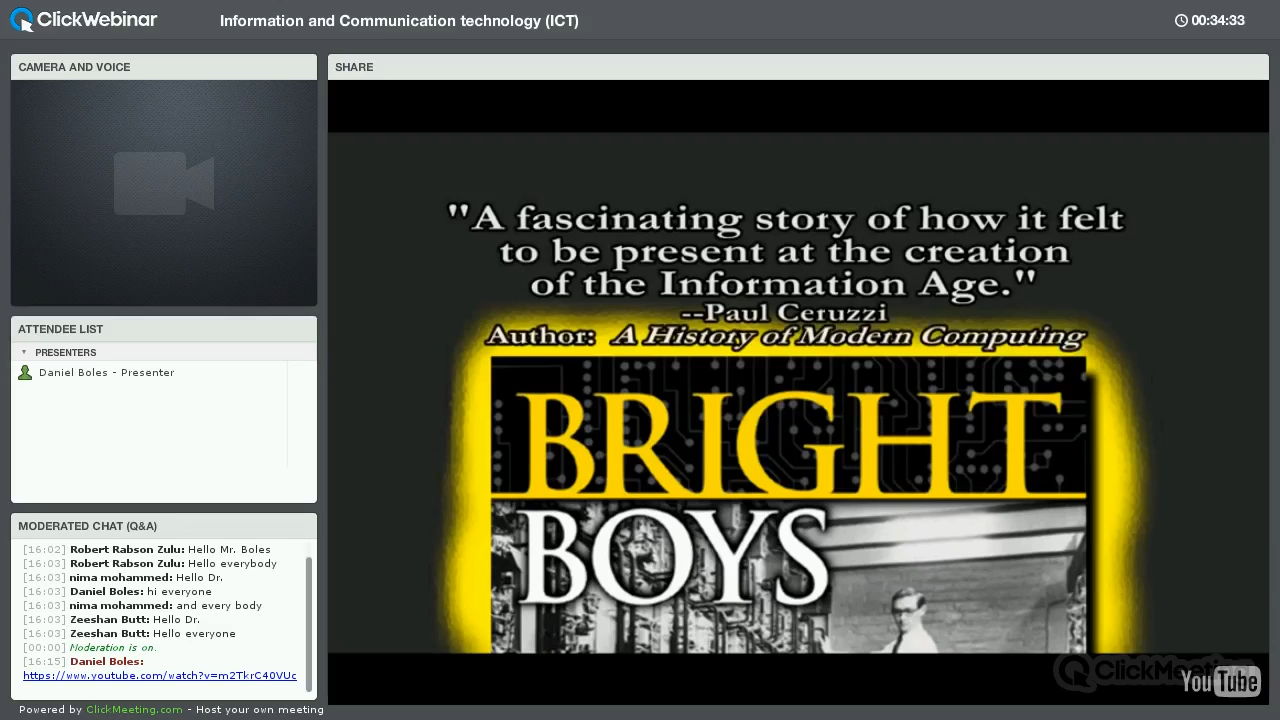 ClickWebinar
Information and Communication technology (ICT)
00:34:33
CAMERA AND VOICE
SHARE
"A fascinating story of how it felt
to be present at the creation
of the Information Age."
--Paul Ceruzzi
Author: A History of Modern Computing
BRIGHT
BOYS
ATTENDEE LIST
PRESENTERS
Daniel Boles - Presenter
MODERATED CHAT (Q&A)
[16:02] Robert Rabson Zulu: Hello Mr. Boles
[16:03] Robert Rabson Zulu: Hello everybody
[16:03] nima mohammed: Hello Dr.
[16:03] Daniel Boles: hi everyone
[16:03] nima mohammed: and every body
[16:03] Zeeshan Butt: Hello Dr.
[16:03] Zeeshan Butt: Hello everyone
[00:00] Moderation is on.
[16:15] Daniel Boles:
https://www.youtube.com/watch?v=m2TkrC40VUc
ClickMeeting
YouTube
Powered by ClickMeeting.com - Host your own meeting